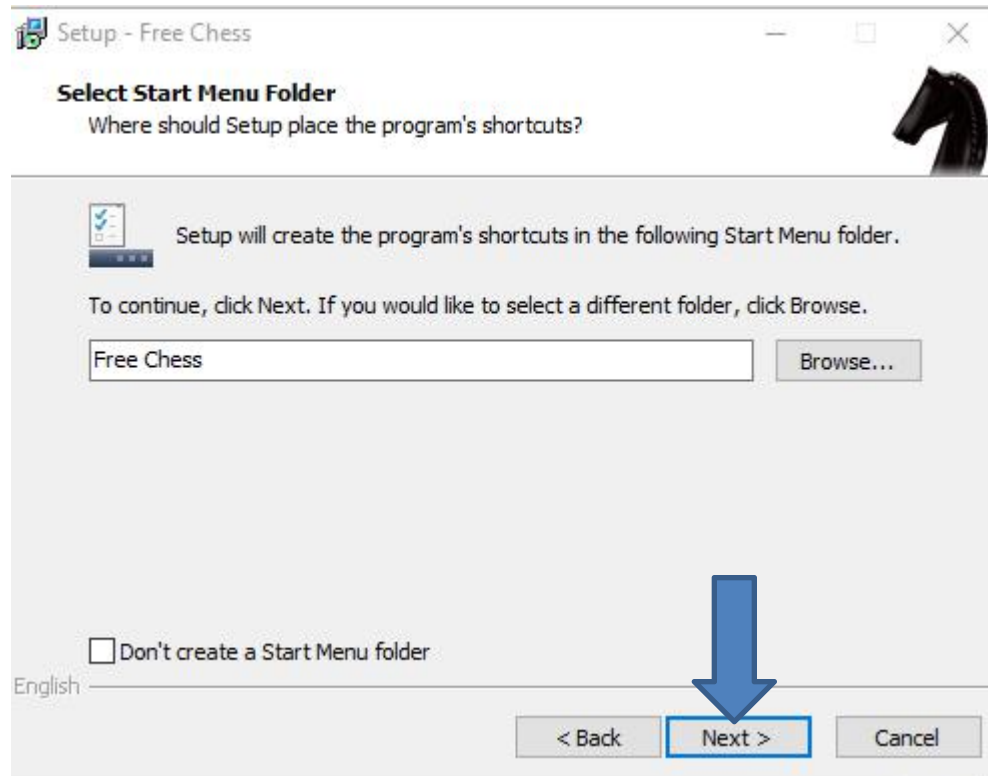 Setup - Free Chess
Select Start Menu Folder
Where should Setup place the program's shortcuts?
Setup will create the program's shortcuts in the following Start Menu folder.
To continue, click Next. If you would like to select a different folder, click Browse.
Free Chess
Browse...
Don't create a Start Menu folder
English
< Back
Next >
Cancel